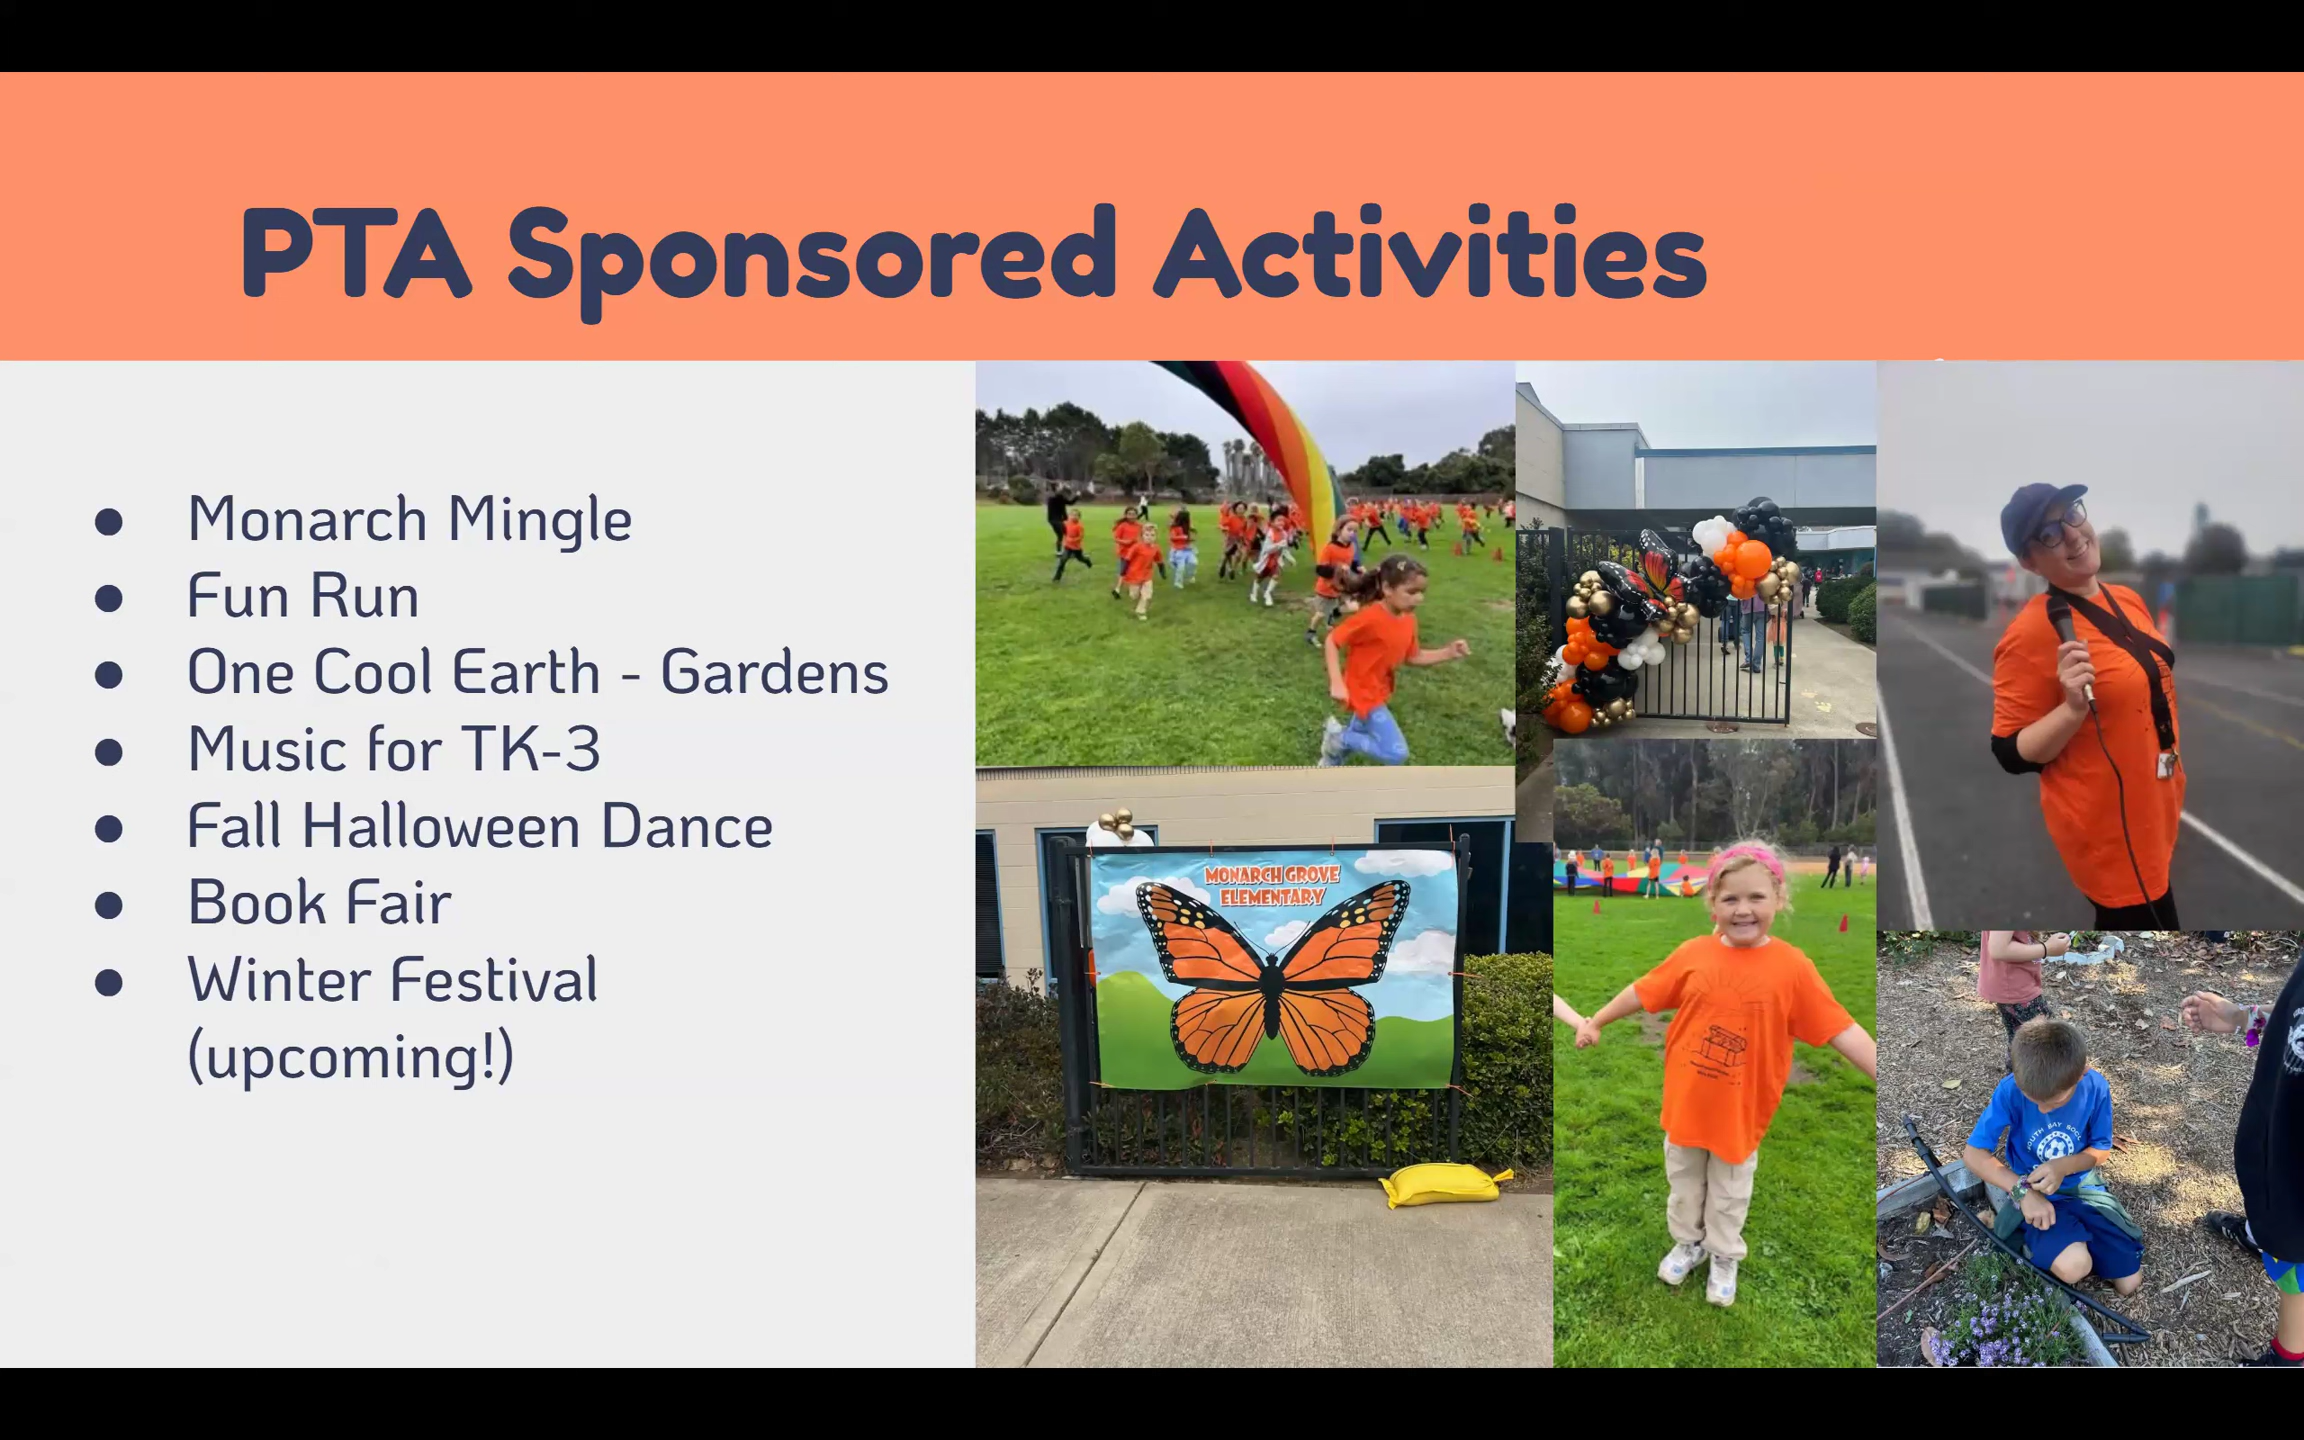 PTA Sponsored Activities
● Monarch Mingle
● Fun Run
● One Cool Earth - Gardens
● Music for TK-3
● Fall Halloween Dance
● Book Fair
● Winter Festival
(upcoming!)
MONARCH GROVE
ELEMENTARY